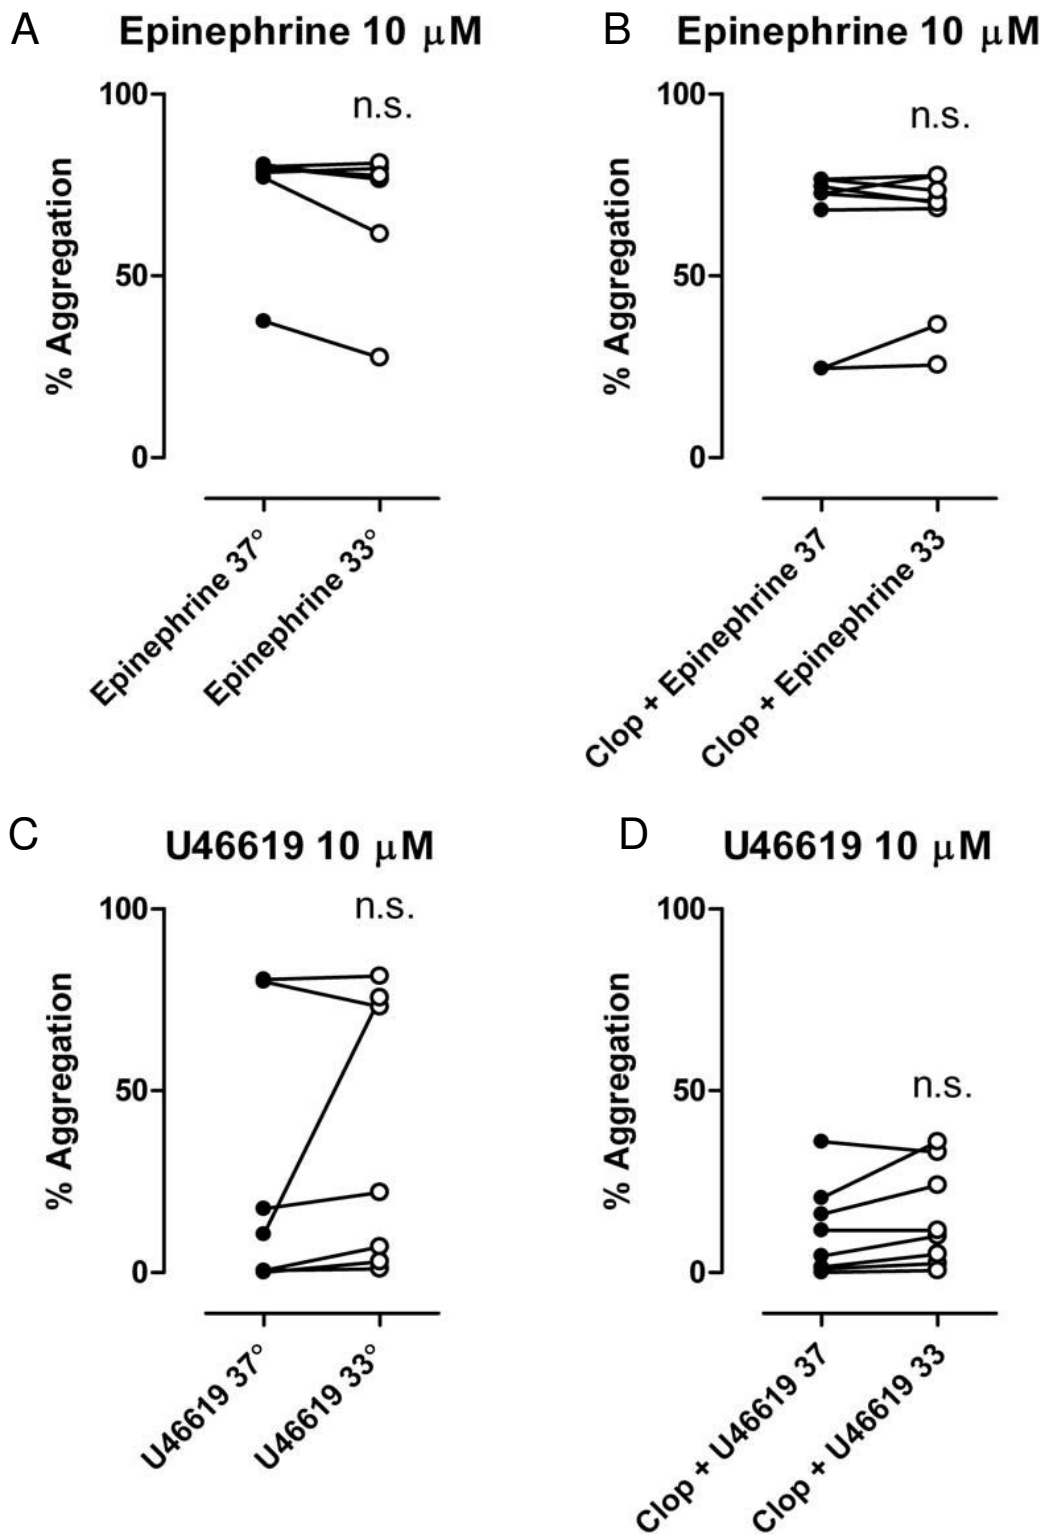 A
Epinephrine 10 μM
n.s.
% Aggregation
100
50
0
Epinephrine 37°
Epinephrine 33°
B
Epinephrine 10 μM
n.s.
% Aggregation
100
50
0
Clop + Epinephrine 37
Clop + Epinephrine 33
C
U46619 10 μM
n.s.
% Aggregation
100
50
0
U46619 37°
U46619 33°
D
U46619 10 μM
n.s.
% Aggregation
100
50
0
Clop + U46619 37
Clop + U46619 33